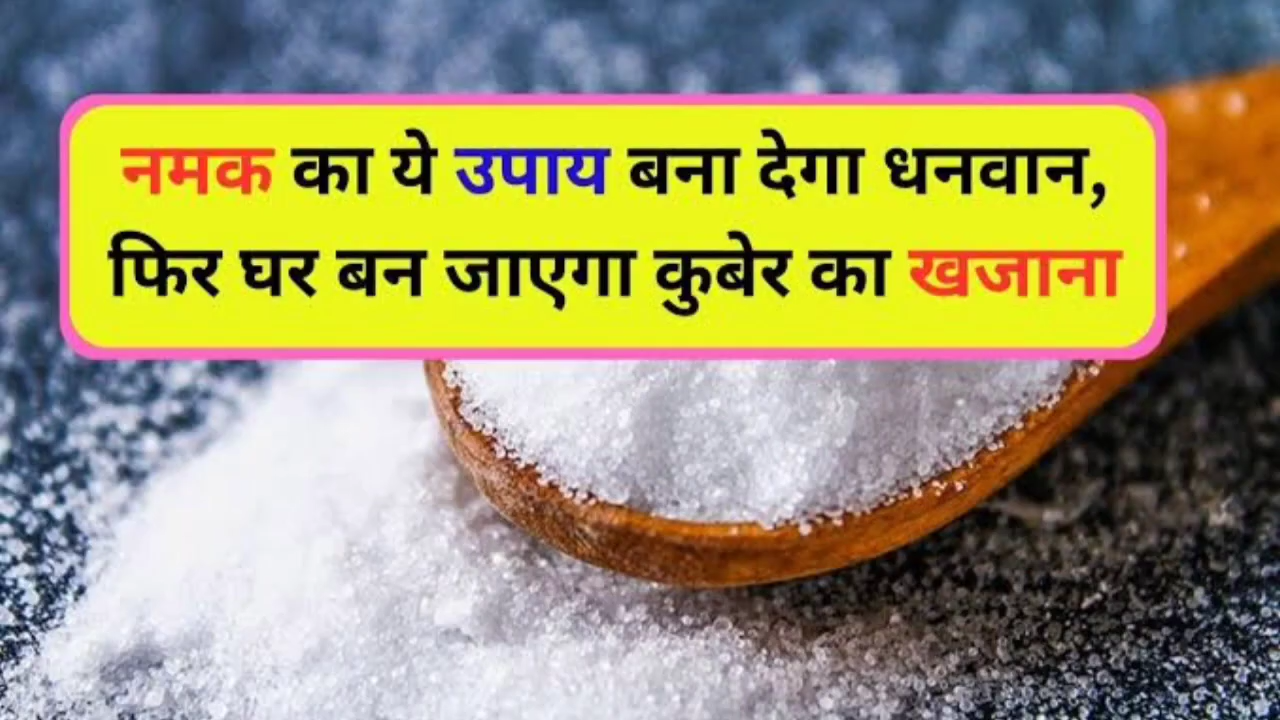 नमक का ये उपाय बना देगा धनवान,
फिर घर बन जाएगा कुबेर का खजाना